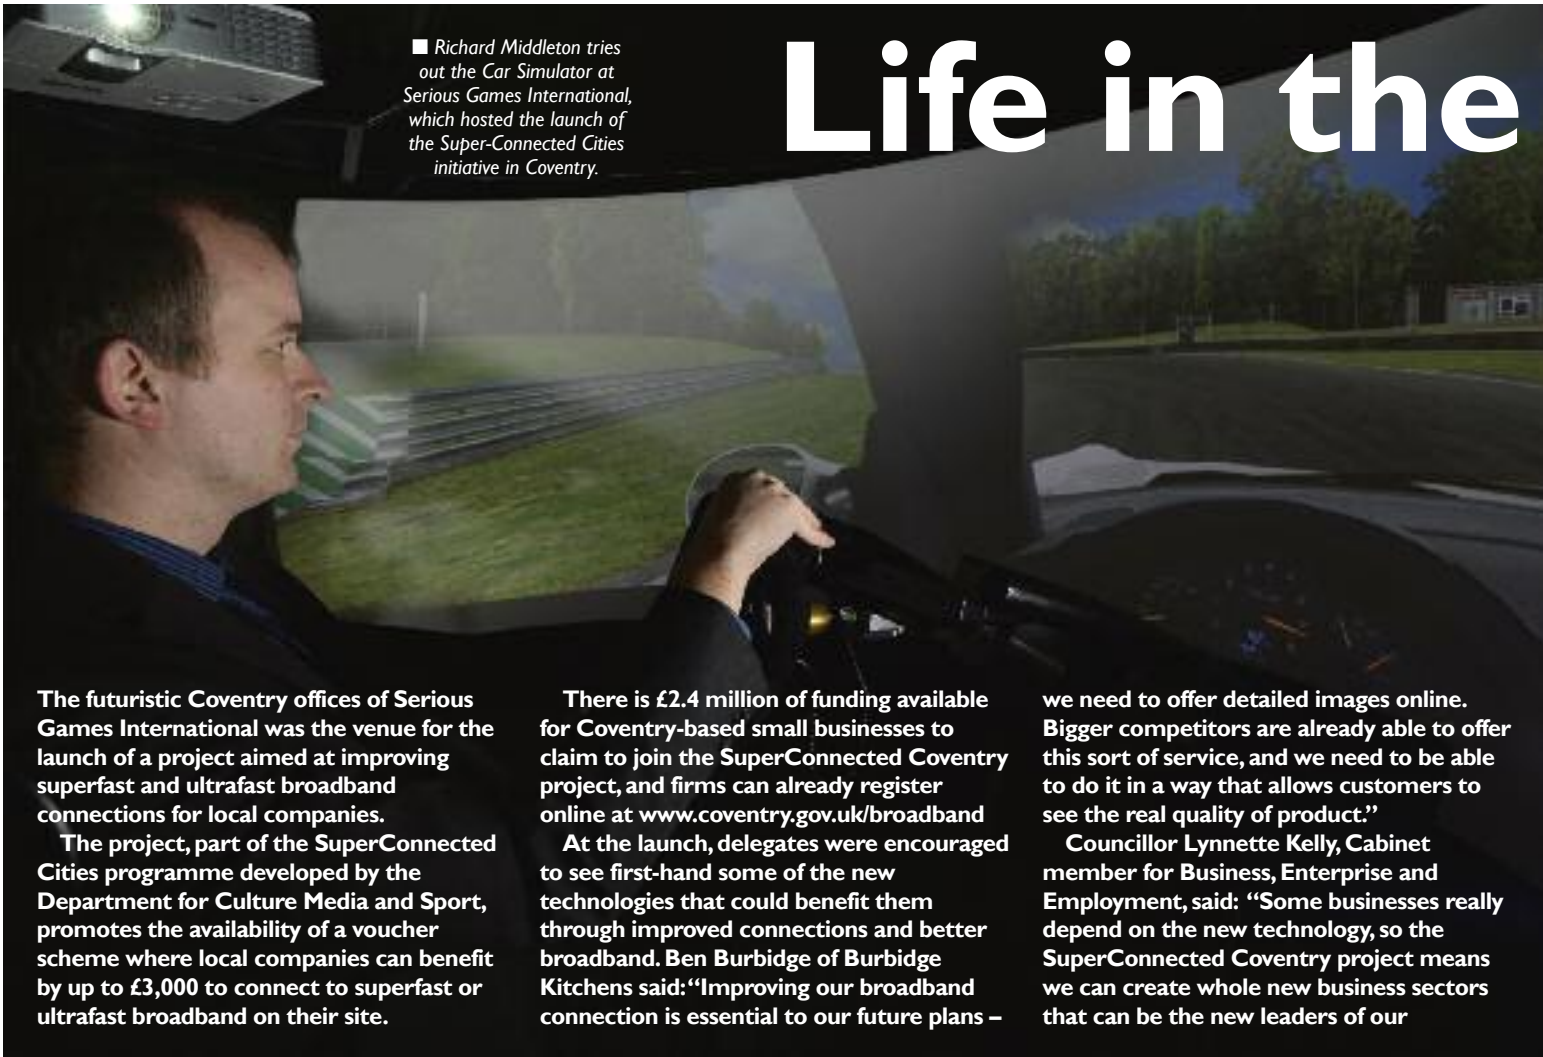 ■ Richard Middleton tries
out the Car Simulator at
Serious Games International,
which hosted the launch of
the Super-Connected Cities
initiative in Coventry.
Life in the
The futuristic Coventry offices of Serious
Games International was the venue for the
launch of a project aimed at improving
superfast and ultrafast broadband
connections for local companies.
The project, part of the SuperConnected
Cities programme developed by the
Department for Culture Media and Sport,
promotes the availability of a voucher
scheme where local companies can benefit
by up to £3,000 to connect to superfast or
ultrafast broadband on their site.
There is £2.4 million of funding available
for Coventry-based small businesses to
claim to join the SuperConnected Coventry
project, and firms can already register
online at www.coventry.gov.uk/broadband
At the launch, delegates were encouraged
to see first-hand some of the new
technologies that could benefit them
through improved connections and better
broadband. Ben Burbidge of Burbidge
Kitchens said: “Improving our broadband
connection is essential to our future plans –
we need to offer detailed images online.
Bigger competitors are already able to offer
this sort of service, and we need to be able
to do it in a way that allows customers to
see the real quality of product.”
Councillor Lynnette Kelly, Cabinet
member for Business, Enterprise and
Employment, said: “Some businesses really
depend on the new technology, so the
SuperConnected Coventry project means
we can create whole new business sectors
that can be the new leaders of our